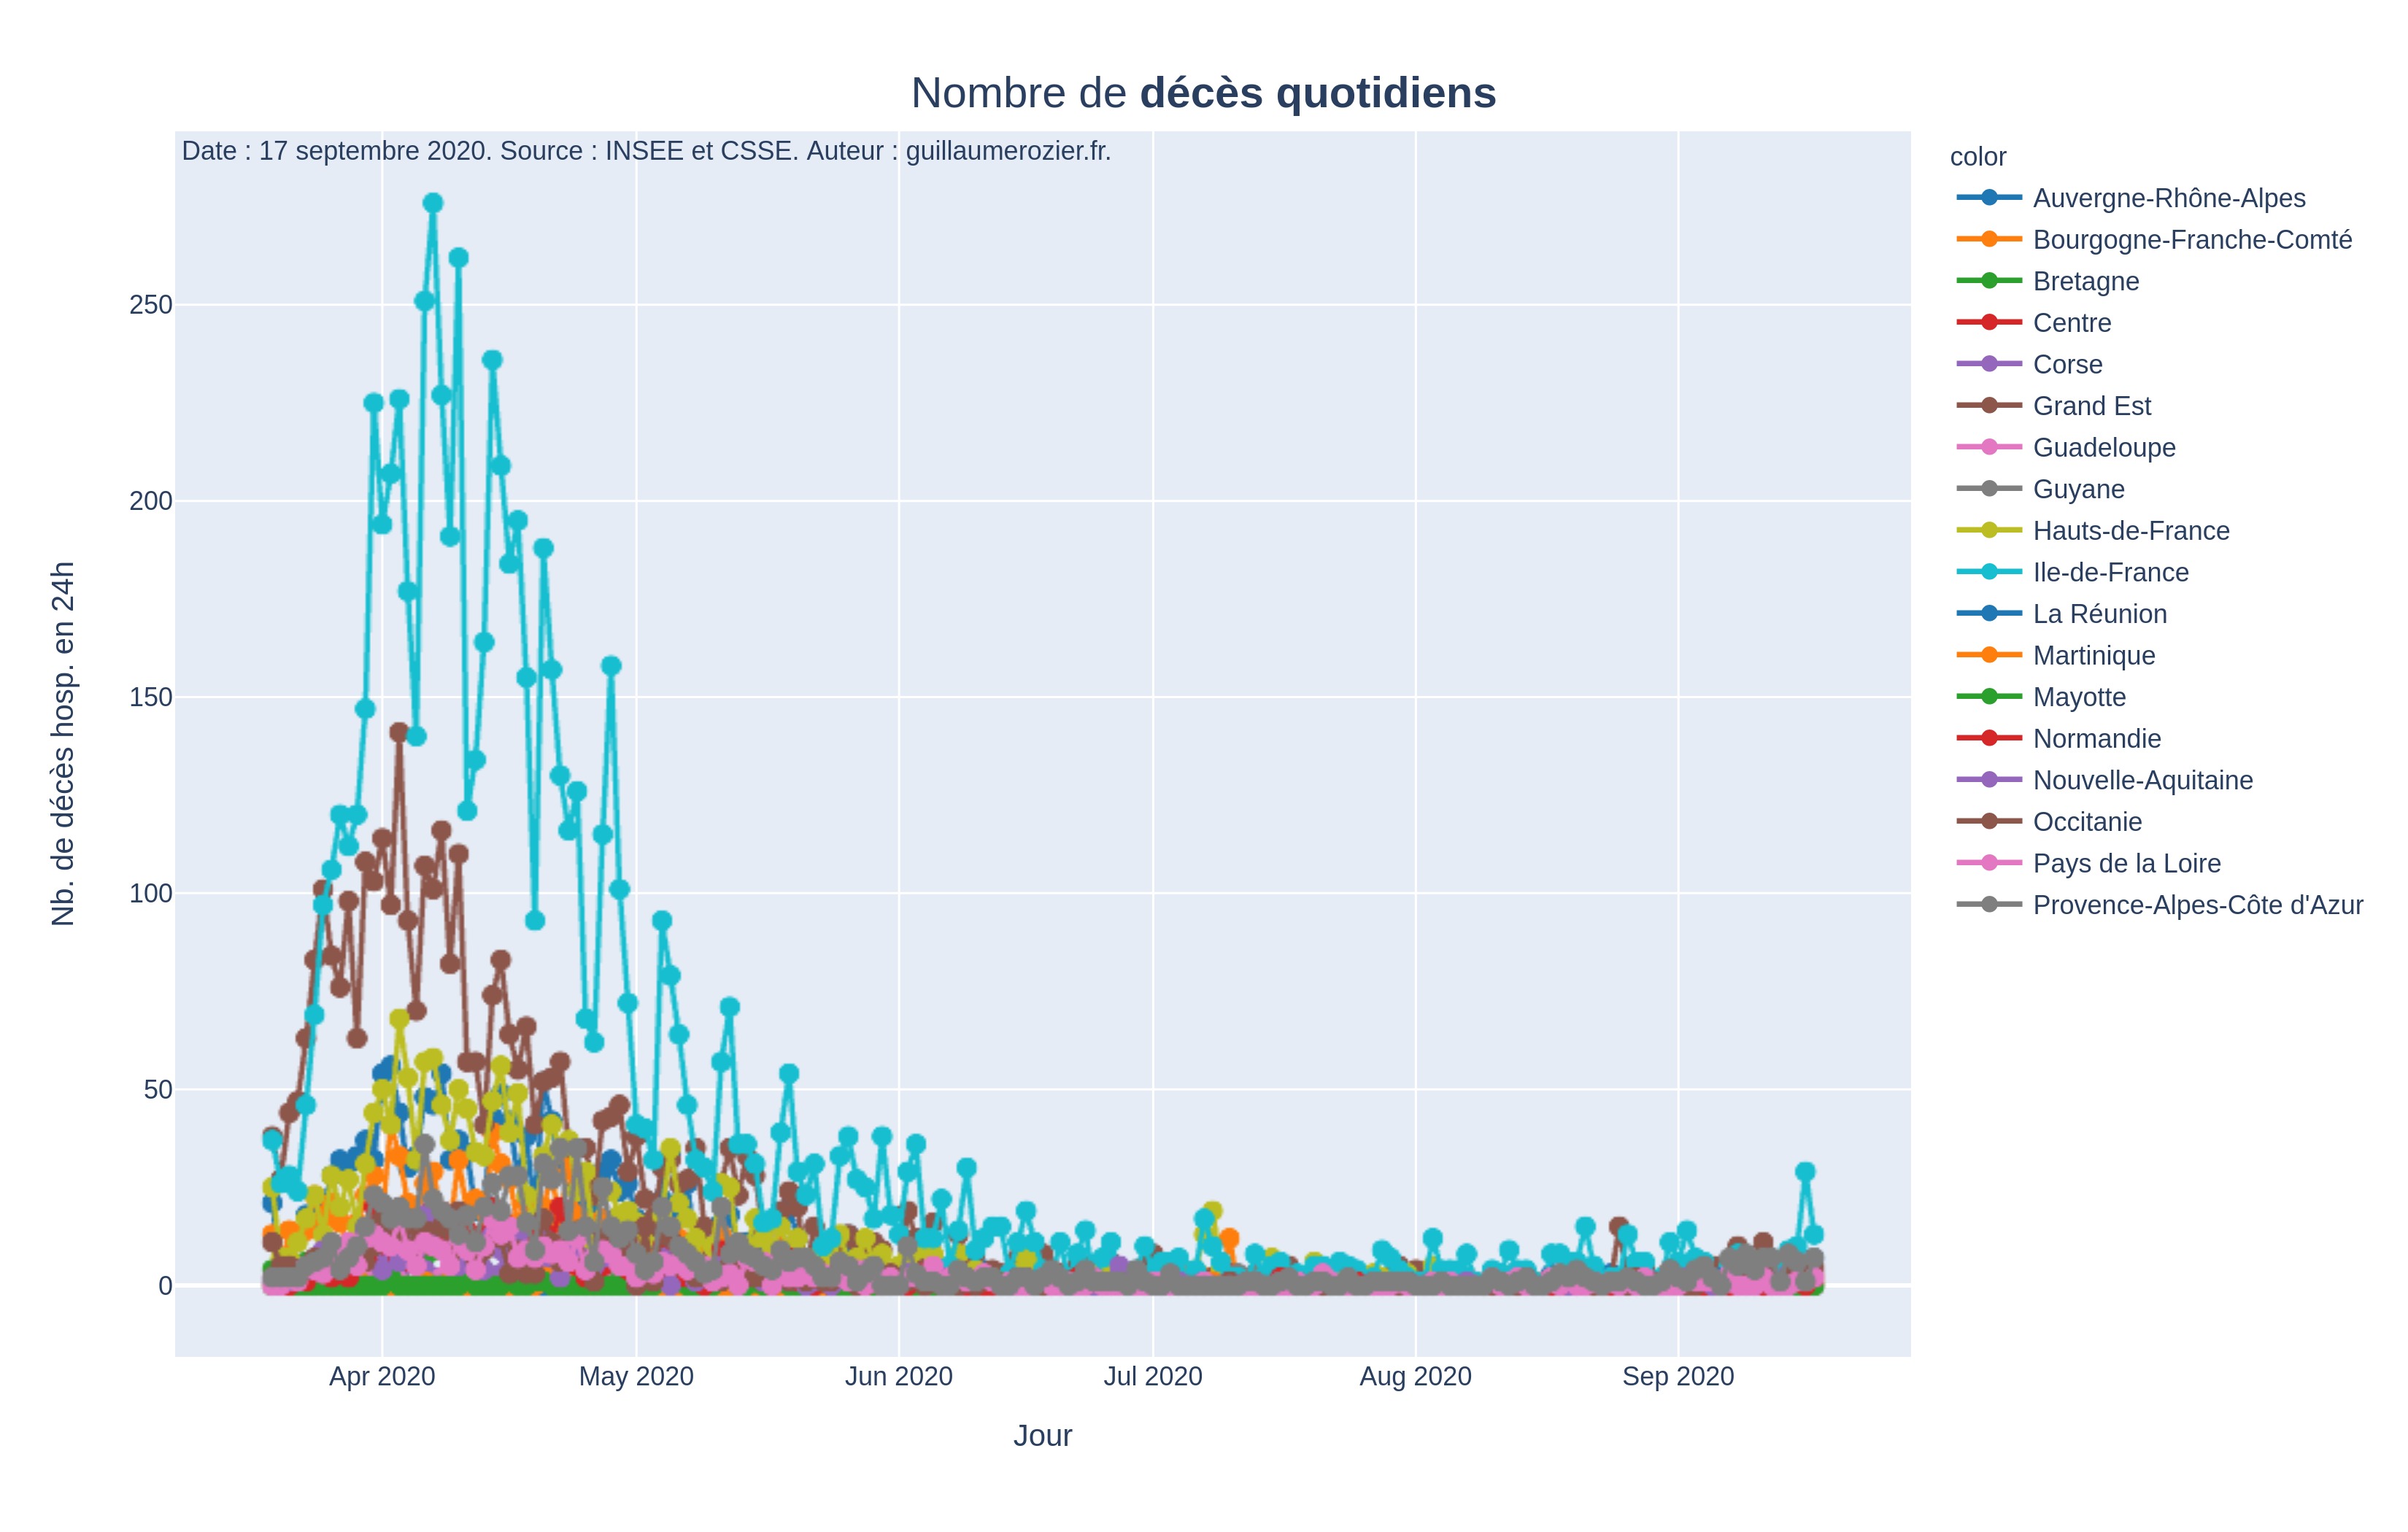 Nombre de décès quotidiens
Date : 17 septembre 2020. Source : INSEE et CSSE. Auteur : guillaumerozier.fr.
color
Auvergne-Rhône-Alpes
Bourgogne-Franche-Comté
Bretagne
Centre
Corse
Grand Est
Guadeloupe
Guyane
Hauts-de-France
Ile-de-France
La Réunion
Martinique
Mayotte
Normandie
Nouvelle-Aquitaine
Occitanie
Pays de la Loire
Provence-Alpes-Côte d'Azur
Nb. de décès hosp. en 24h
250
200
150
100
50
0
Apr 2020 May 2020 Jun 2020 Jul 2020 Aug 2020 Sep 2020
Jour